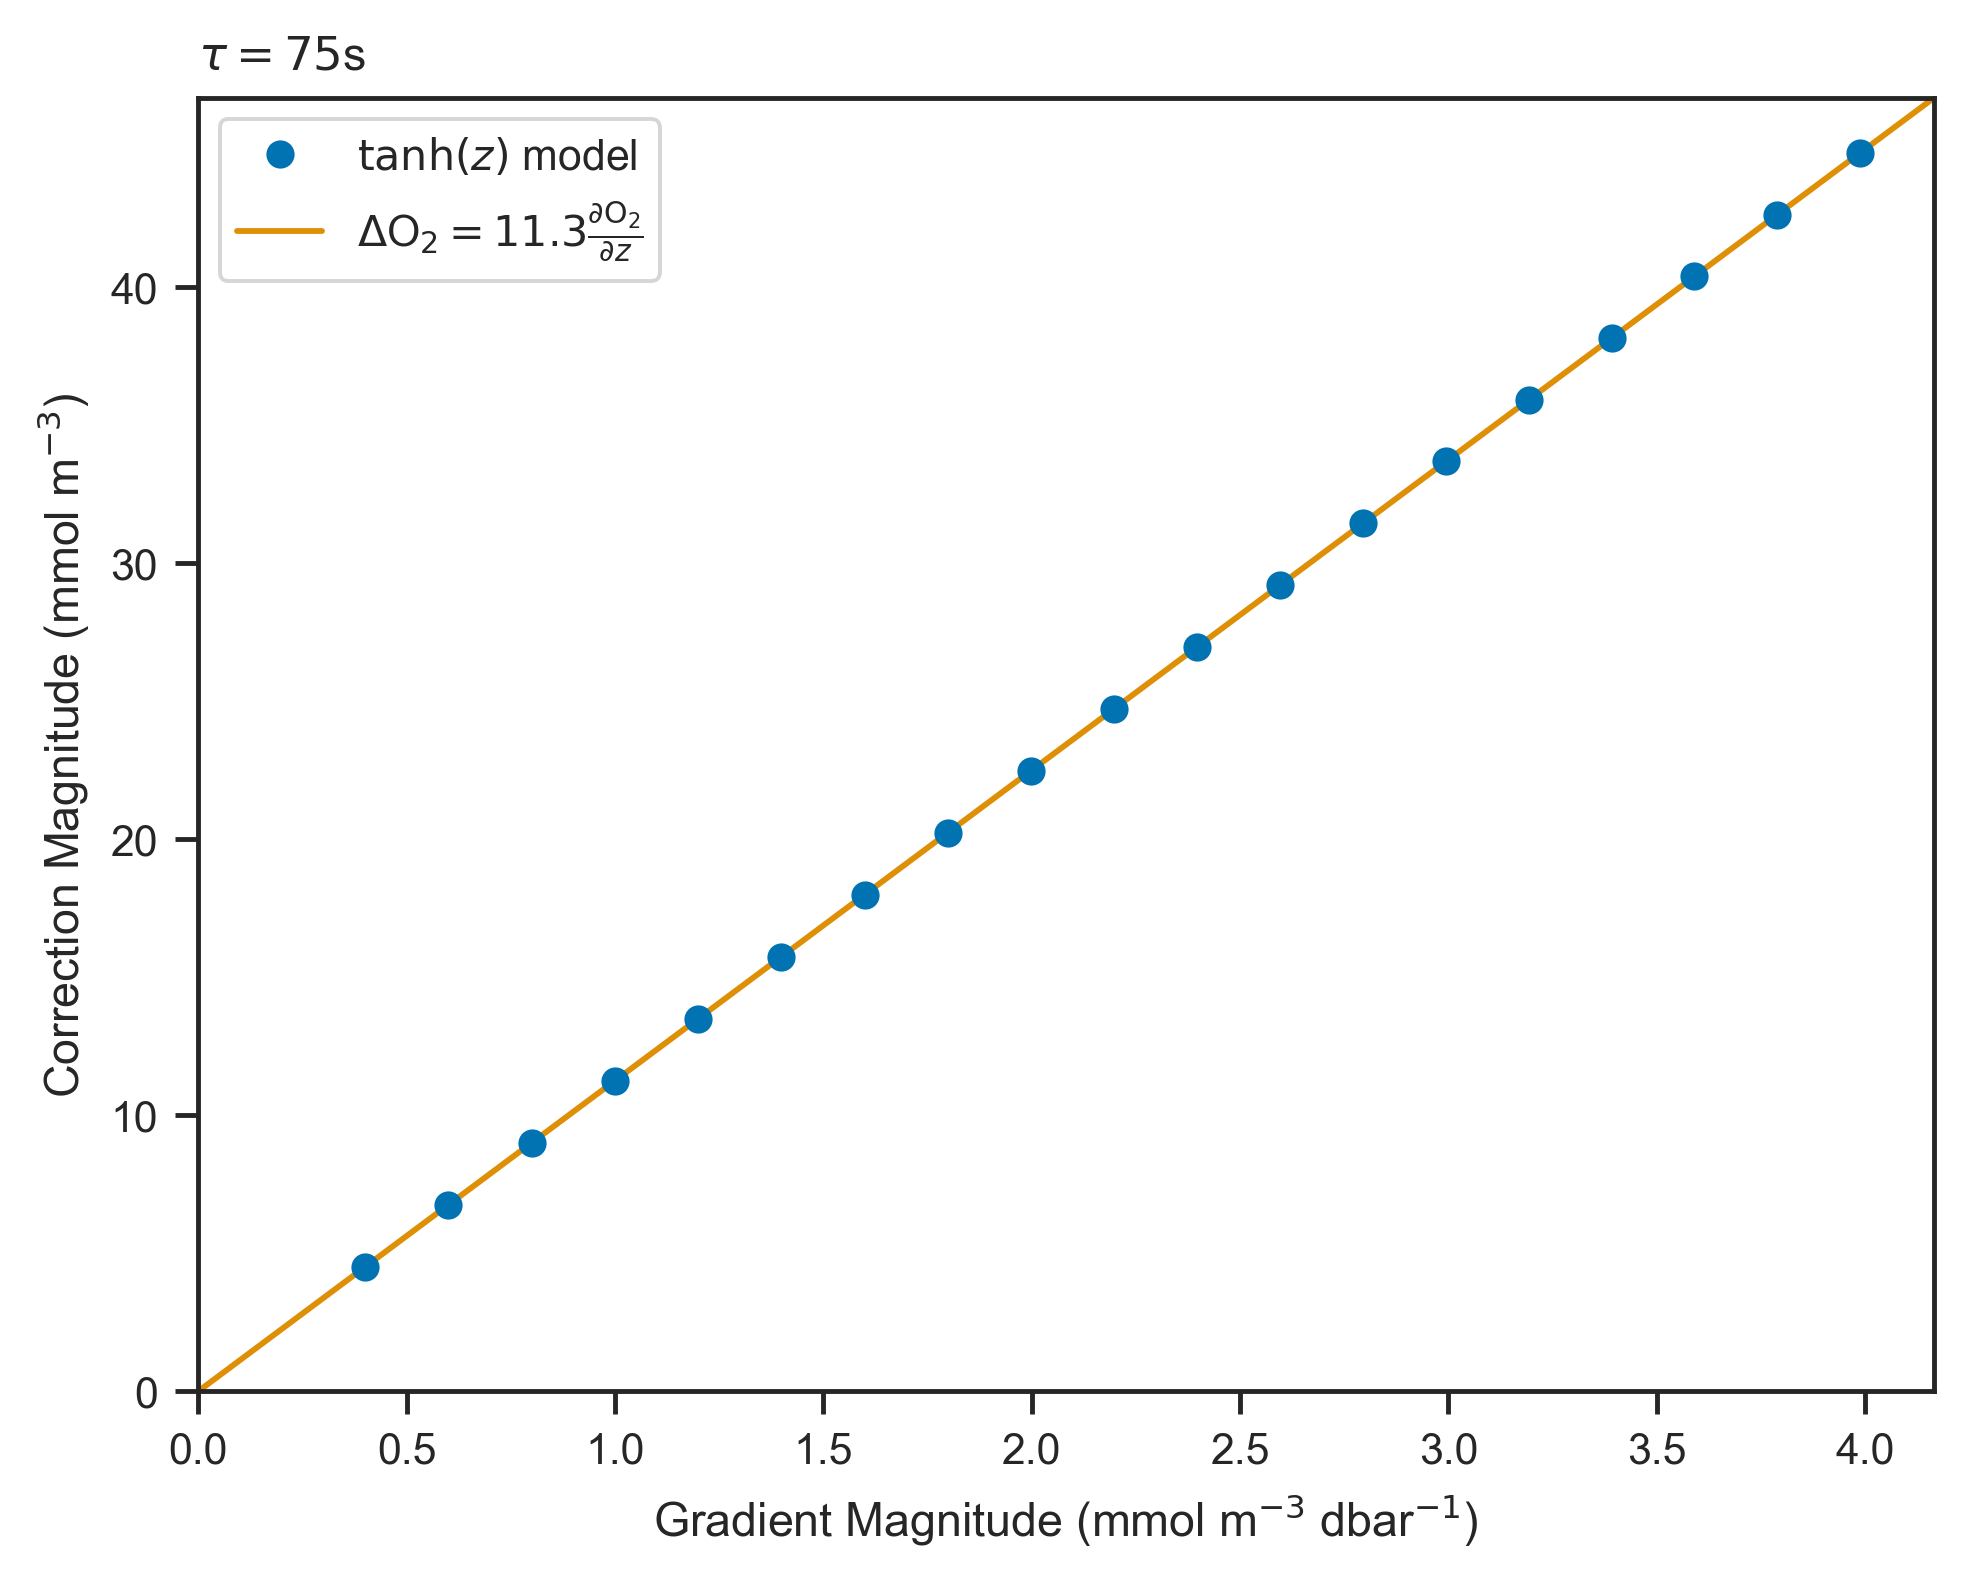 τ = 75s
tanh(z) model
ΔO₂ = 11.3 ∂O₂/∂z
Correction Magnitude (mmol m⁻³)
40
30
20
10
0
0.0 0.5 1.0 1.5 2.0 2.5 3.0 3.5 4.0
Gradient Magnitude (mmol m⁻³ dbar⁻¹)